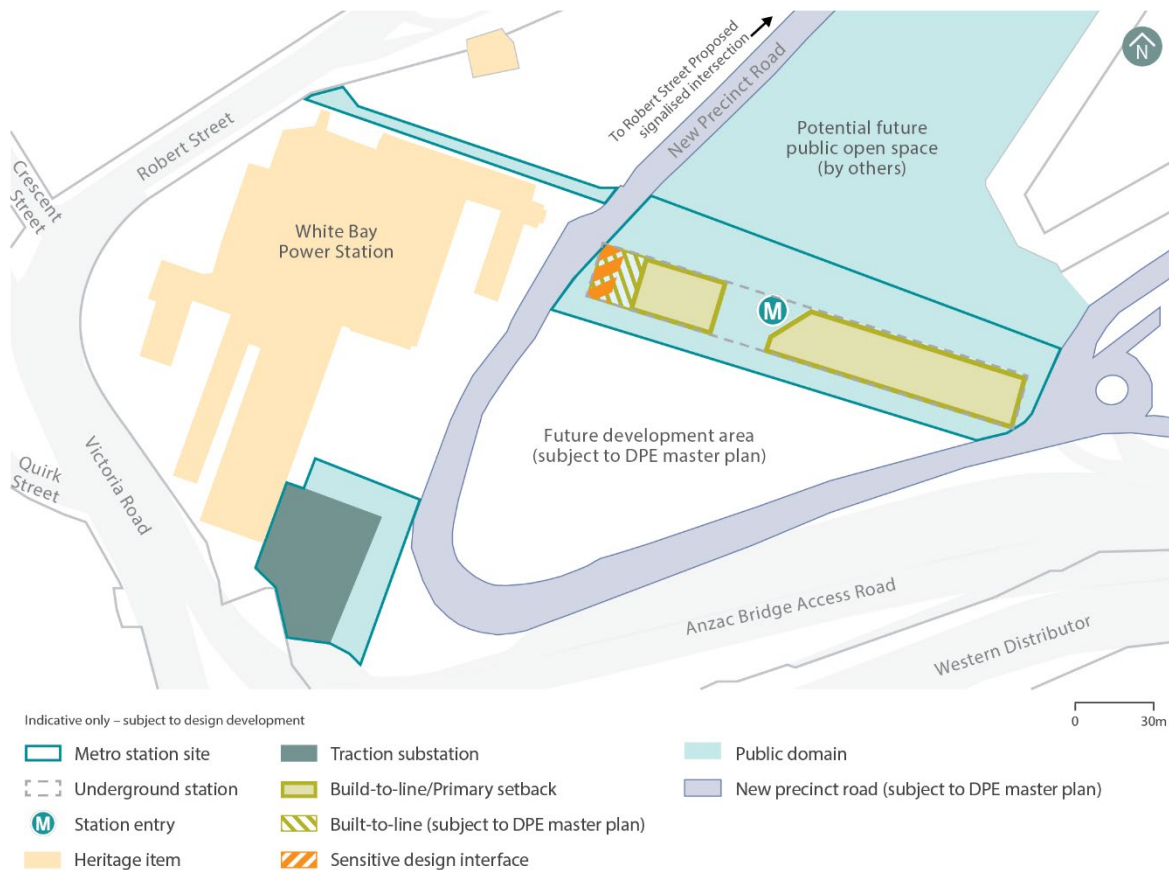 To Robert Street Proposed
signalised intersection
New Precinct Road
N
Robert Street
Crescent
Street
Potential future
public open space
(by others)
White Bay
Power Station
M
Future development area
(subject to DPE master plan)
Victoria Road
Quirk
Street
Anzac Bridge Access Road
Western Distributor
Indicative only – subject to design development
0 30m
Metro station site
Underground station
M Station entry
Heritage item
Traction substation
Build-to-line/Primary setback
Built-to-line (subject to DPE master plan)
Sensitive design interface
Public domain
New precinct road (subject to DPE master plan)